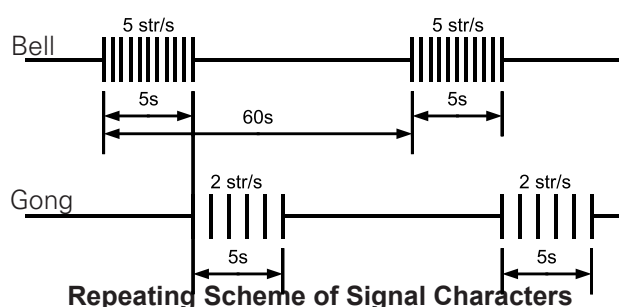 5 str/s 5 str/s
Bell
5s 5s
60s
2 str/s 2 str/s
Gong
5s 5s
Repeating Scheme of Signal Characters